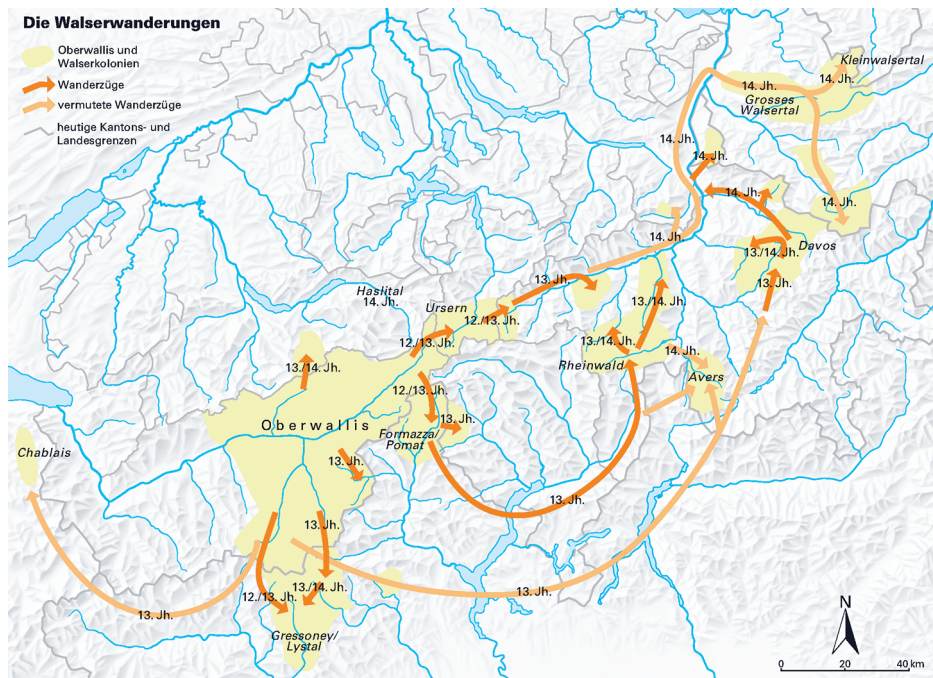 Die Walserwanderungen
Oberwallis und
Walserkolonien
Wanderzüge
vermutete Wanderzüge
heutige Kantons- und
Landesgrenzen
Kleinwalsertal
14. Jh.
14. Jh.
Grosses
Walsertal
14. Jh.
14. Jh.
14. Jh.
14. Jh.
14. Jh.
Davos
13./14. Jh.
13. Jh.
13. Jh.
Haslital
14. Jh.
Ursern
13./14. Jh.
12./13. Jh.
12./13. Jh.
13./14. Jh.
14. Jh.
13./14. Jh.
Rheinwald
Avers
12./13. Jh.
13. Jh.
Oberwallis
Formazza/
Pomat
Chablais
13. Jh.
13. Jh.
13. Jh.
13./14. Jh.
12./13. Jh.
13. Jh.
13. Jh.
Gressoney/
Lystal
N
0 20 40 km